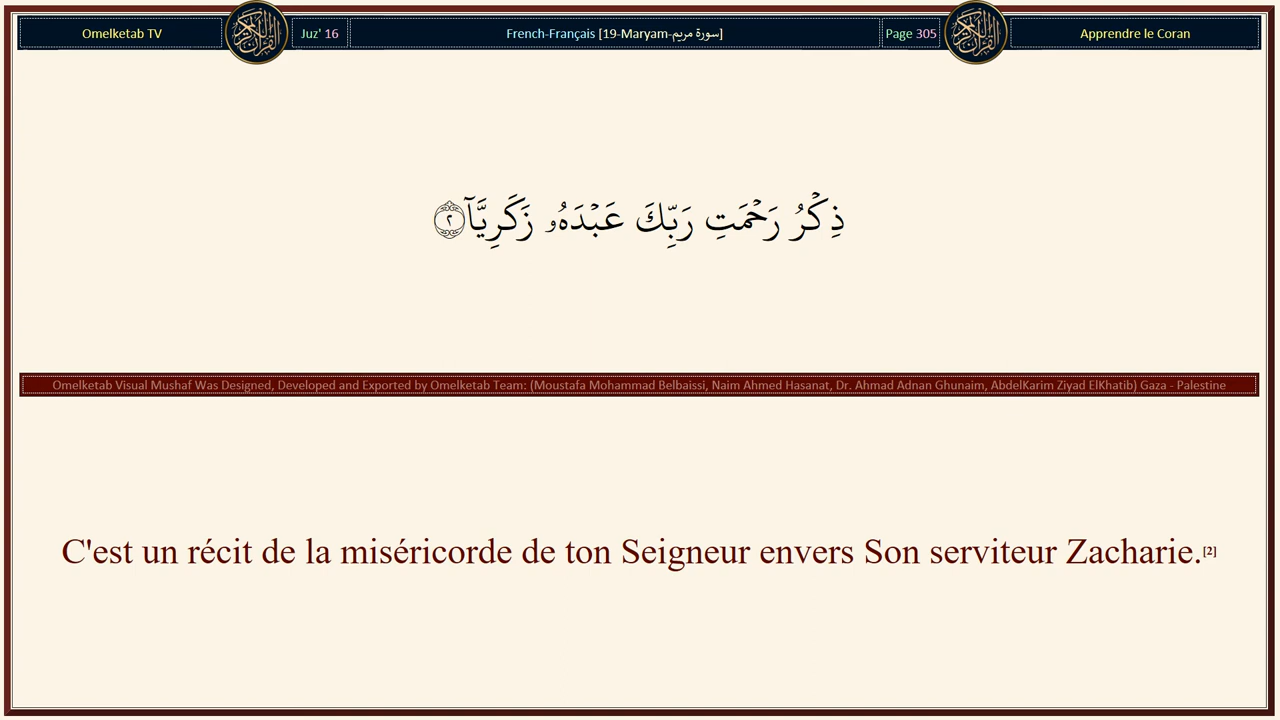 Omelketab TV
Juz' 16
French-Français [19-Maryam-سورة مريم]
Page 305
Apprendre le Coran
ذِكۡرُ رَحۡمَتِ رَبِّكَ عَبۡدَهُۥ زَكَرِيَّآ ٢
Omelketab Visual Mushaf Was Designed, Developed and Exported by Omelketab Team: (Moustafa Mohammad Belbaissi, Naim Ahmed Hasanat, Dr. Ahmad Adnan Ghunaim, AbdelKarim Ziyad ElKhatib) Gaza - Palestine
C'est un récit de la miséricorde de ton Seigneur envers Son serviteur Zacharie.[2]